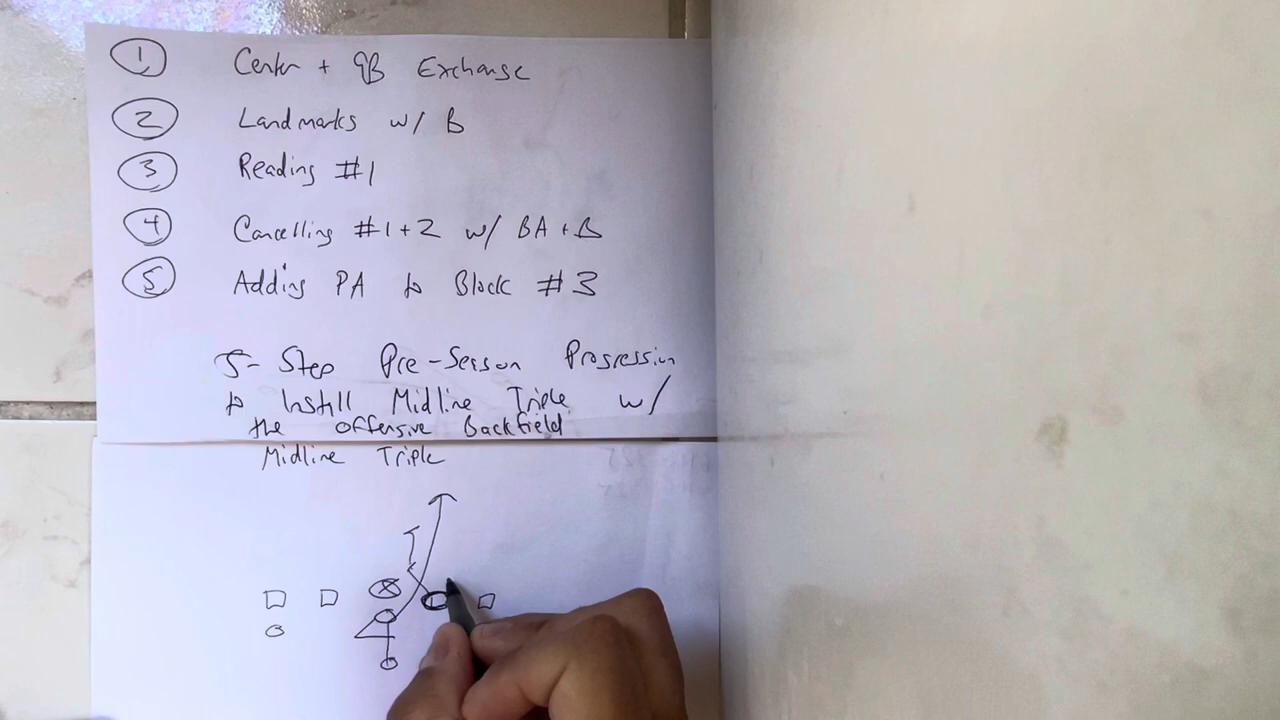 1 Center + QB Exchange
2 Landmarks w/ B
3 Reading #1
4 Cancelling #1+2 w/ BA + B
5 Adding PA to Block #3
5-Step Pre-Season Progression
to Install Midline Triple w/
the offensive Backfield
Midline Triple